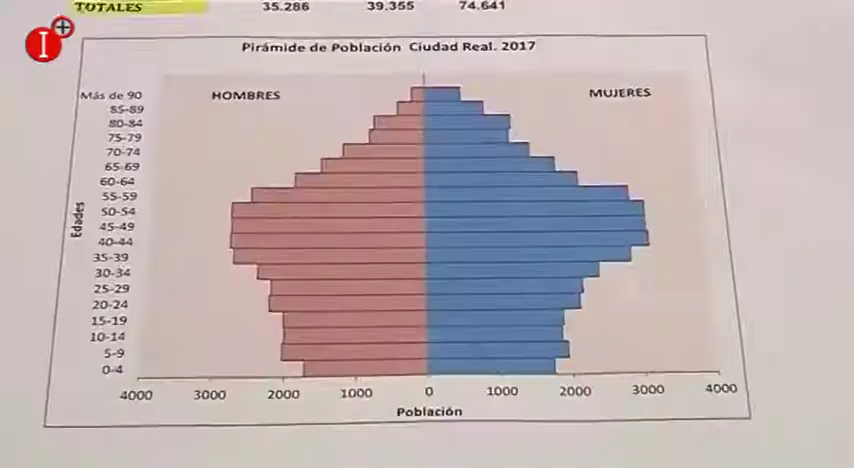 TOTALES 35.286 39.355 74.641
I
Pirámide de Población Ciudad Real. 2017
HOMBRES
MUJERES
Edades
Más de 90
85-89
80-84
75-79
70-74
65-69
60-64
55-59
50-54
45-49
40-44
35-39
30-34
25-29
20-24
15-19
10-14
5-9
0-4
4000 3000 2000 1000 0 1000 2000 3000 4000
Población